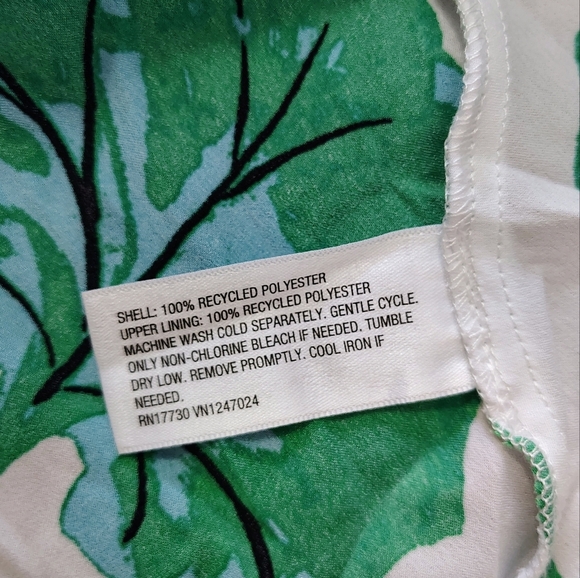 SHELL: 100% RECYCLED POLYESTER
UPPER LINING: 100% RECYCLED POLYESTER
MACHINE WASH COLD SEPARATELY. GENTLE CYCLE.
ONLY NON-CHLORINE BLEACH IF NEEDED. TUMBLE
DRY LOW. REMOVE PROMPTLY. COOL IRON IF
NEEDED.
RN17730 VN1247024